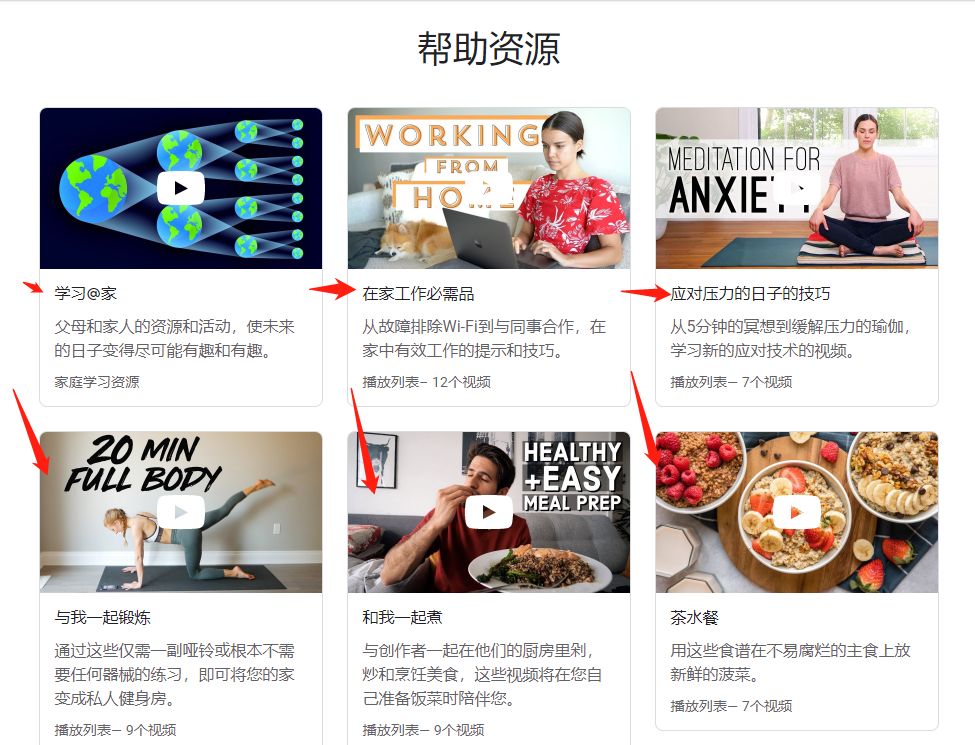 帮助资源
WORKING
FROM
HOME
MEDITATION FOR
ANXIETY
学习@家
父母和家人的资源和活动，使未来
的日子变得尽可能有趣和有趣。
家庭学习资源
在家工作必需品
从故障排除Wi-Fi到与同事合作，在
家中有效工作的提示和技巧。
播放列表– 12个视频
应对压力的日子的技巧
从5分钟的冥想到缓解压力的瑜伽，
学习新的应对技术的视频。
播放列表— 7个视频
20 MIN
FULL BODY
HEALTHY
+EASY
MEAL PREP
与我一起锻炼
通过这些仅需一副哑铃或根本不需
要任何器械的练习，即可将您的家
变成私人健身房。
播放列表— 9个视频
和我一起煮
与创作者一起在他们的厨房里剁，
炒和烹饪美食，这些视频将在您自
己准备饭菜时陪伴您。
播放列表— 9个视频
茶水餐
用这些食谱在不易腐烂的主食上放
新鲜的菠菜。
播放列表— 7个视频